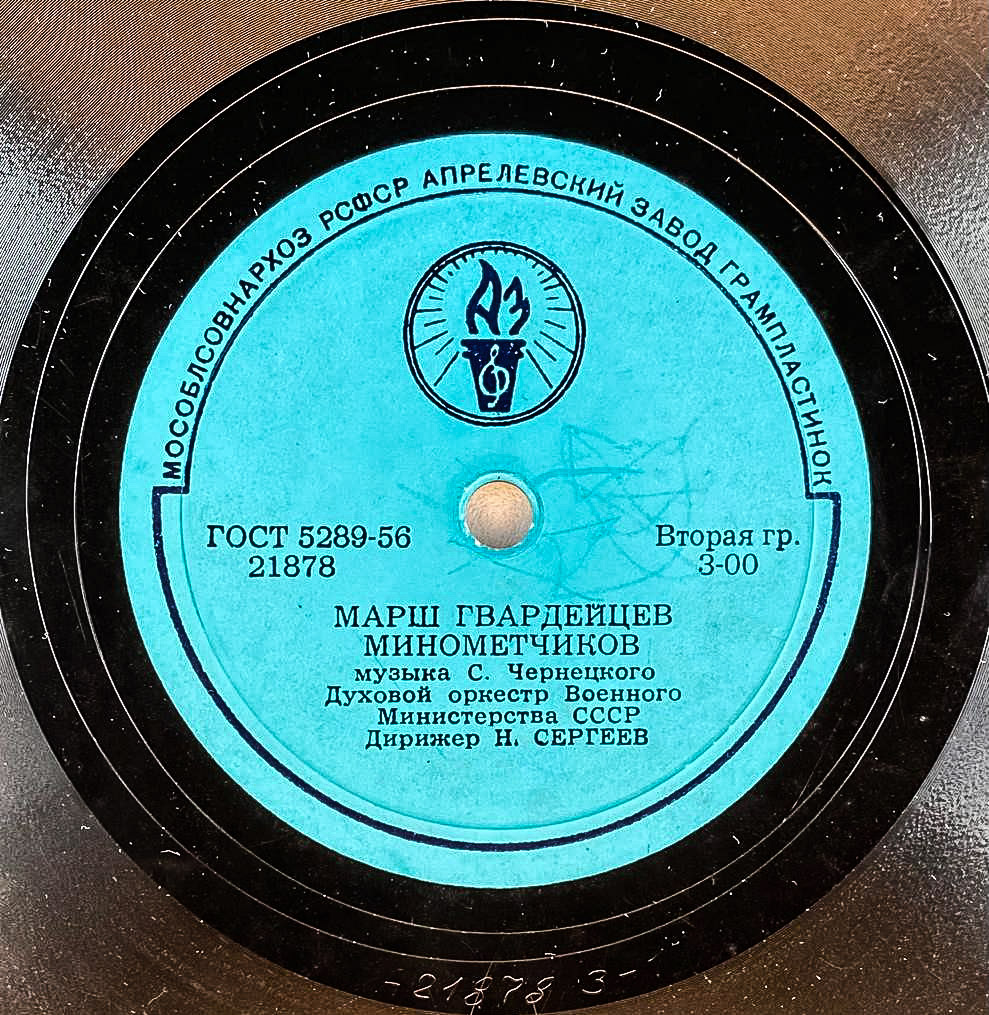 МОСОБЛСОВНАРХОЗ РСФСР АПРЕЛЕВСКИЙ ЗАВОД ГРАМПЛАСТИНОК
АЗ
ГОСТ 5289-56
21878
Вторая гр.
3-00
МАРШ ГВАРДЕЙЦЕВ
МИНОМЕТЧИКОВ
музыка С. Чернецкого
Духовой оркестр Военного
Министерства СССР
Дирижер Н. СЕРГЕЕВ
-21878 3-